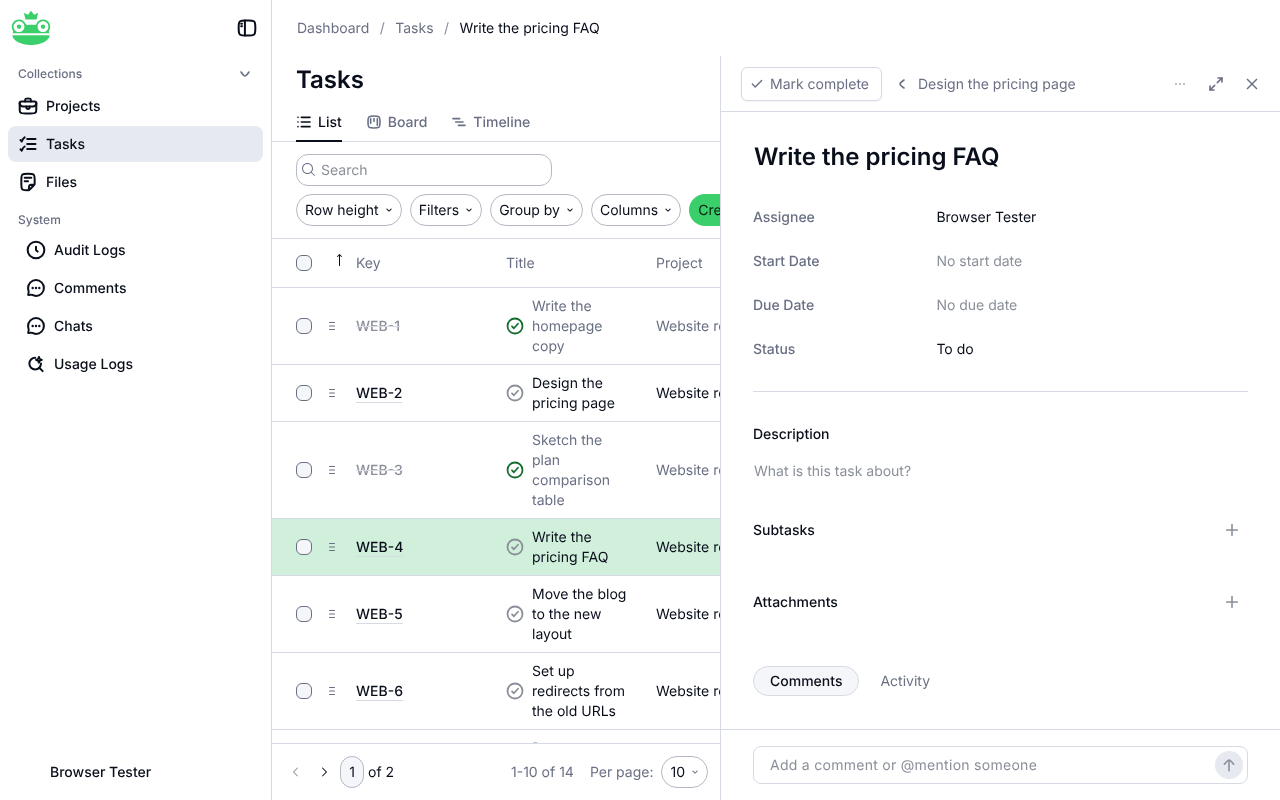 Collections
Projects
Tasks
Files
System
Audit Logs
Comments
Chats
Usage Logs
Browser Tester
Dashboard / Tasks / Write the pricing FAQ
Tasks
List Board Timeline
Search
Row height Filters Group by Columns Cre
Key Title Project
WEB-1 Write the homepage copy Website re
WEB-2 Design the pricing page Website re
WEB-3 Sketch the plan comparison table Website re
WEB-4 Write the pricing FAQ Website re
WEB-5 Move the blog to the new layout Website re
WEB-6 Set up redirects from the old URLs Website re
1 of 2 1-10 of 14 Per page: 10
Mark complete Design the pricing page
Write the pricing FAQ
Assignee Browser Tester
Start Date No start date
Due Date No due date
Status To do
Description
What is this task about?
Subtasks
Attachments
Comments Activity
Add a comment or @mention someone